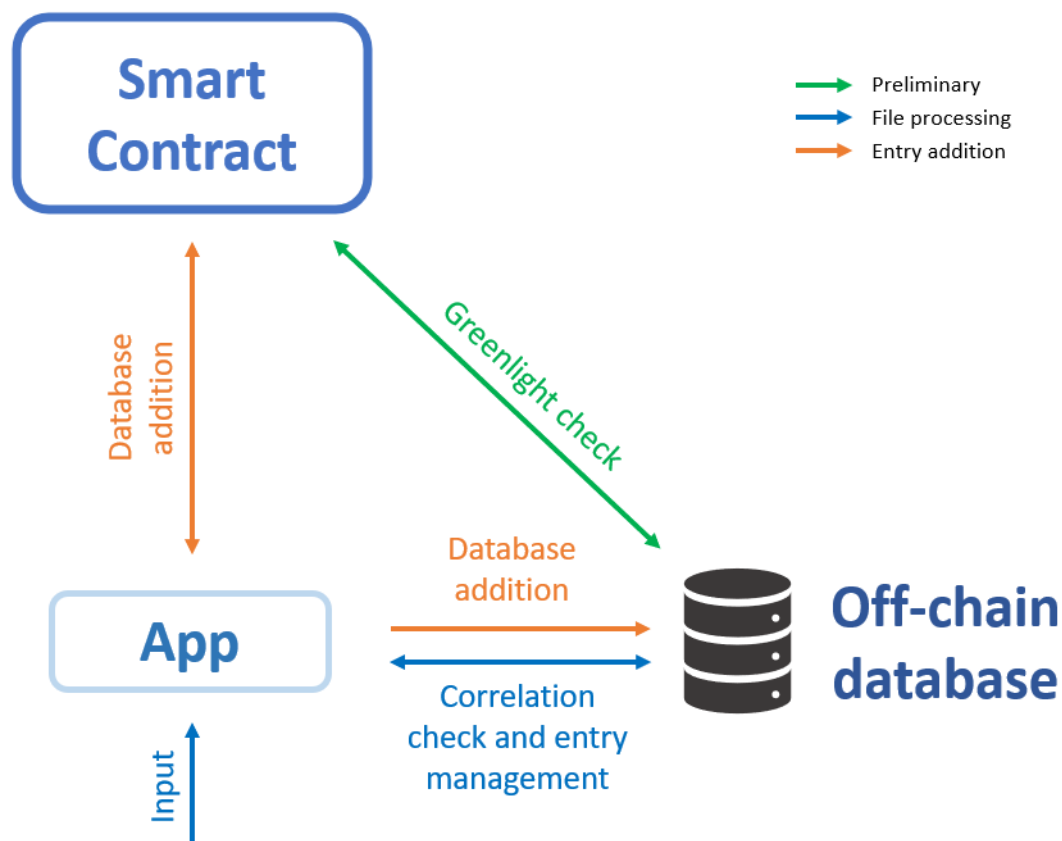 Smart
Contract
Preliminary
File processing
Entry addition
Greenlight check
Database
addition
Database
addition
App
Off-chain
database
Correlation
check and entry
management
Input